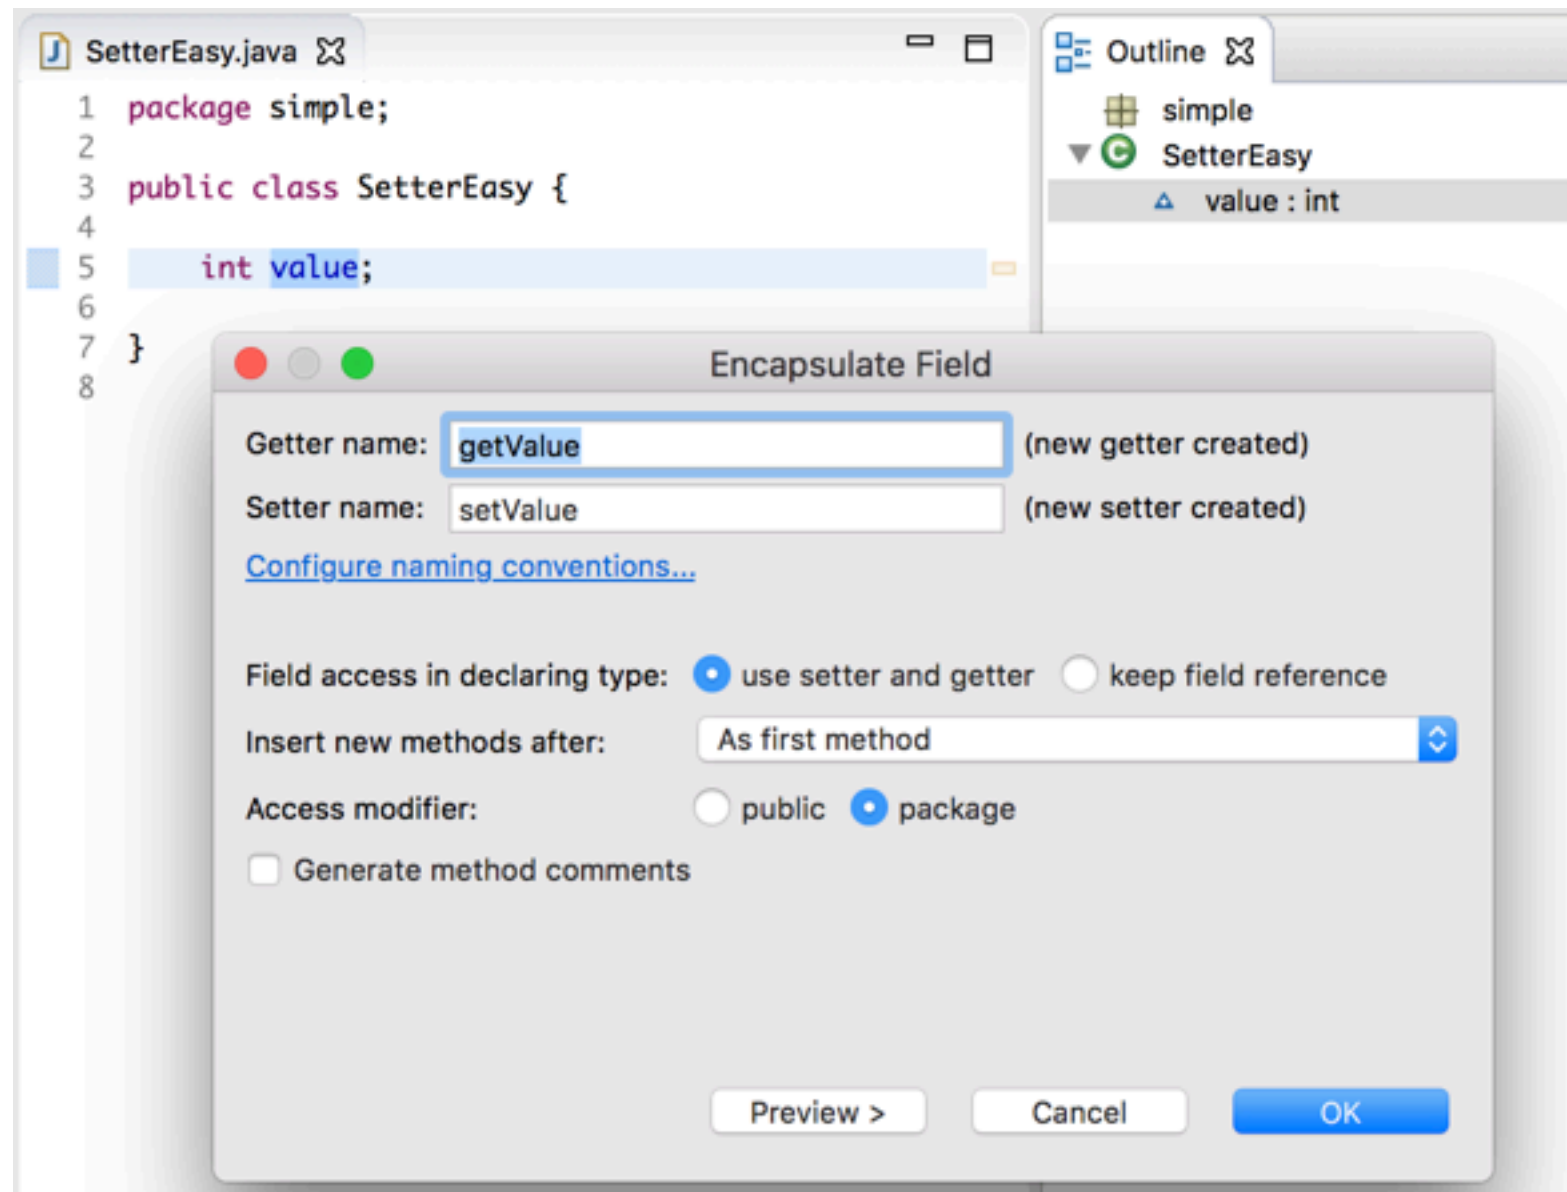 SetterEasy.java
1 package simple;
2
3 public class SetterEasy {
4
5 int value;
6
7 }
8
Outline
simple
SetterEasy
value : int
Encapsulate Field
Getter name: getValue (new getter created)
Setter name: setValue (new setter created)
Configure naming conventions...
Field access in declaring type: use setter and getter keep field reference
Insert new methods after: As first method
Access modifier: public package
Generate method comments
Preview > Cancel OK